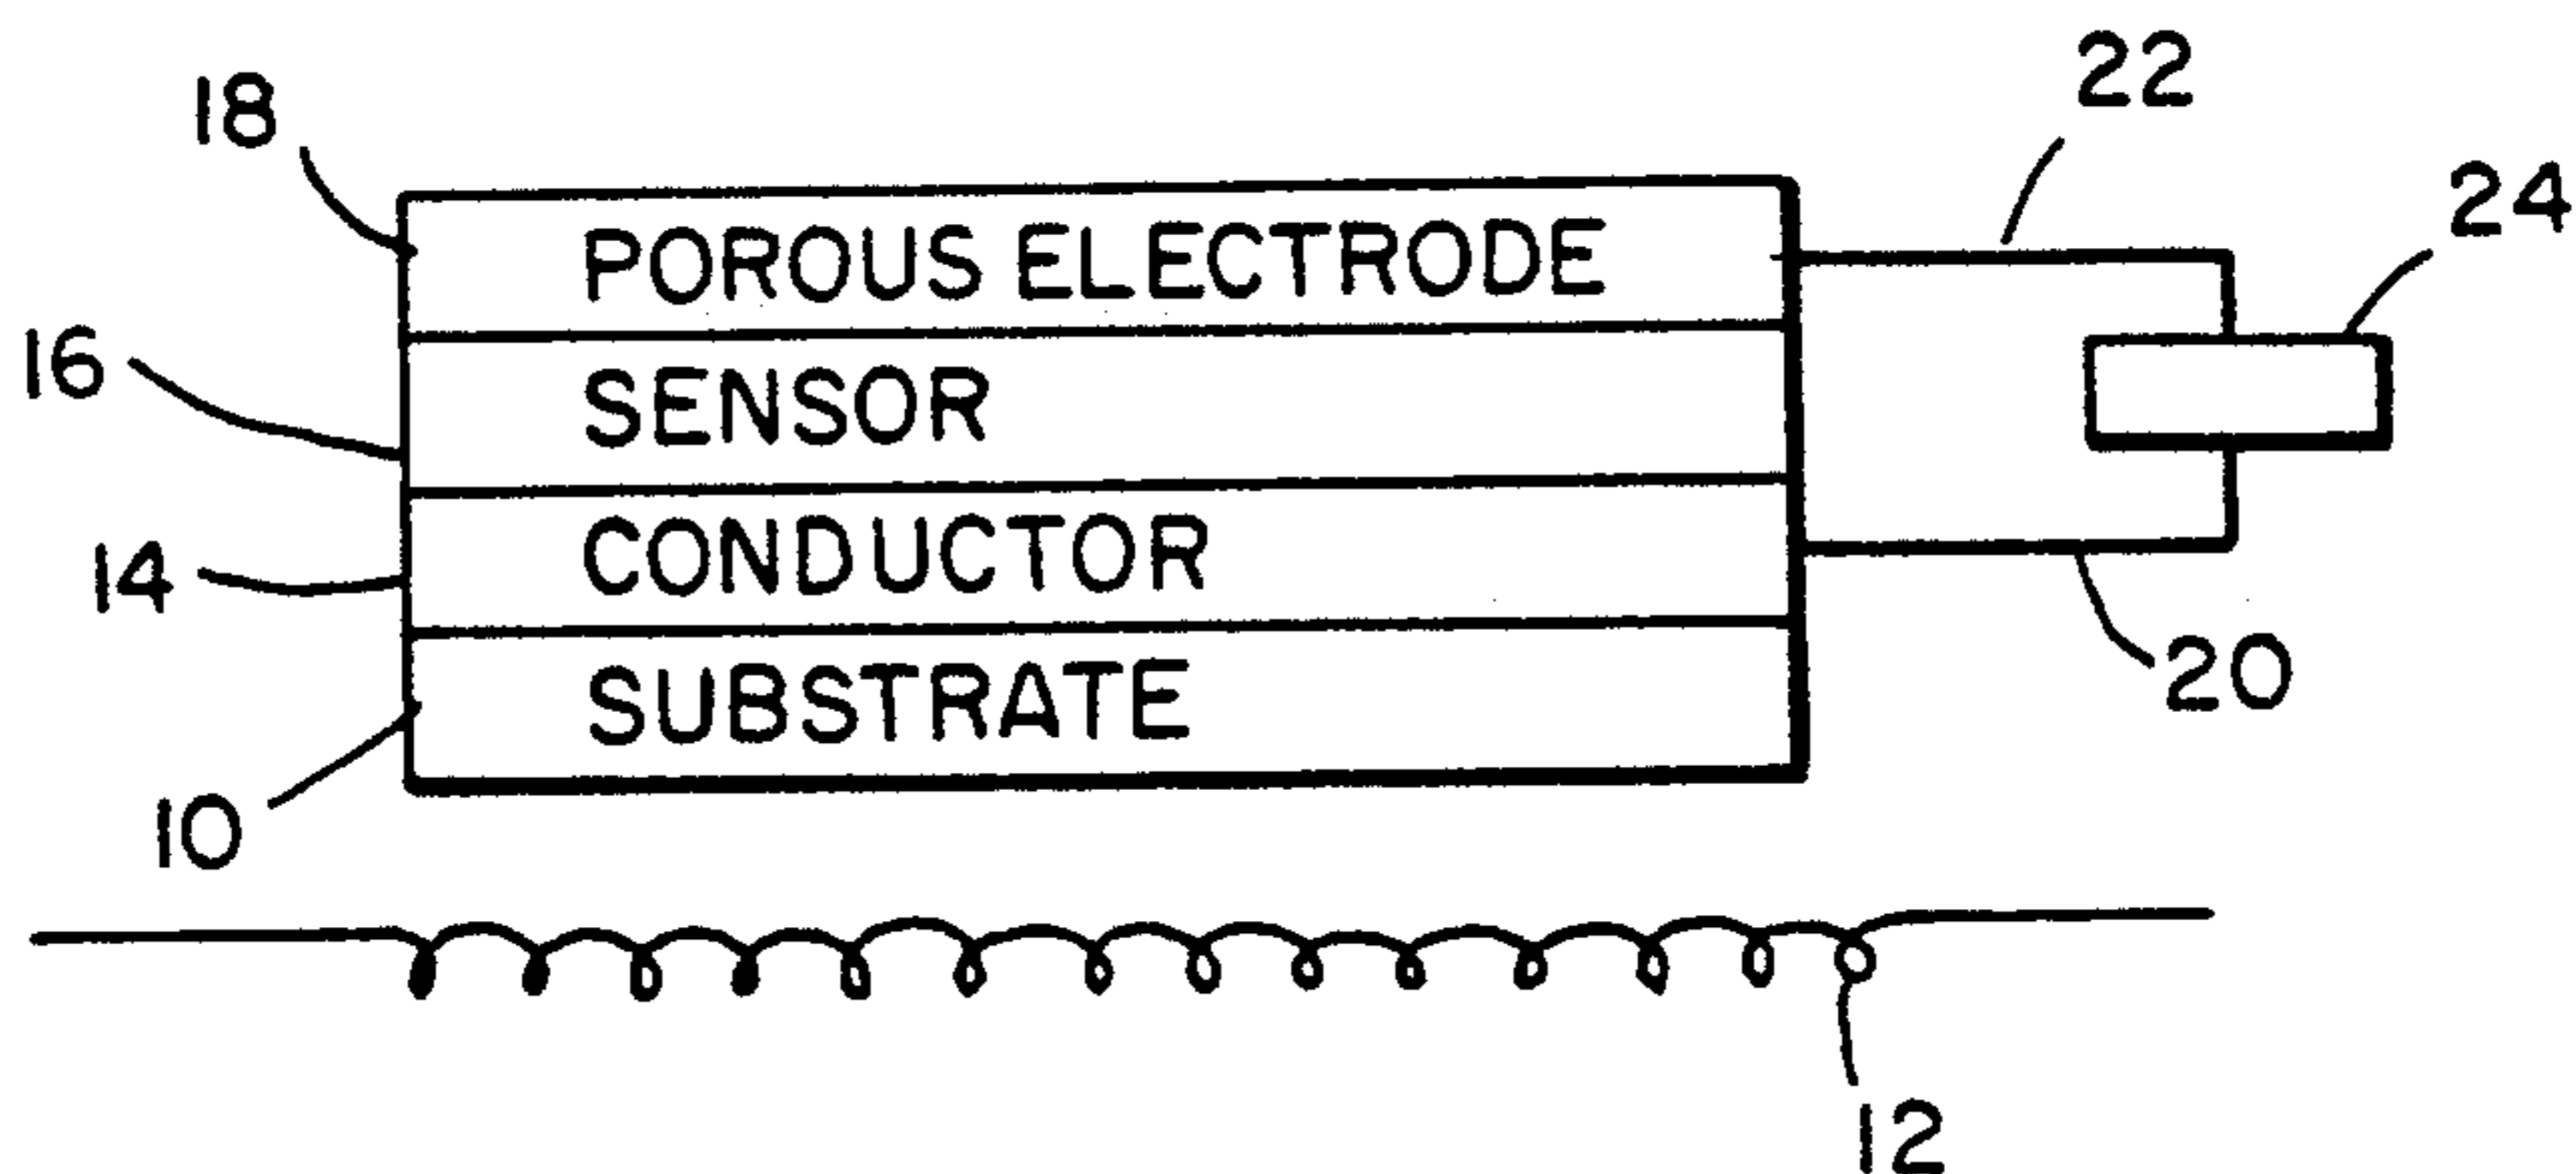 22
18
24
POROUS ELECTRODE
16
SENSOR
14
CONDUCTOR
20
SUBSTRATE
10
12